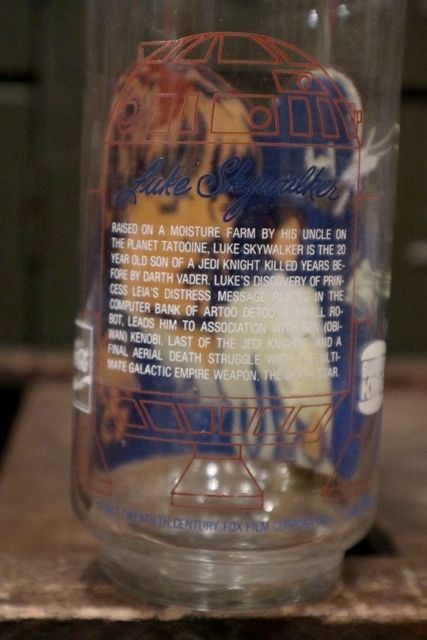 Luke Skywalker
RAISED ON A MOISTURE FARM BY HIS UNCLE ON
THE PLANET TATOOINE, LUKE SKYWALKER IS THE 20
YEAR OLD SON OF A JEDI KNIGHT KILLED YEARS BE-
FORE BY DARTH VADER. LUKE'S DISCOVERY OF PRIN-
CESS LEIA'S DISTRESS MESSAGE PLACED IN THE
COMPUTER BANK OF ARTOO DETOO A SMALL RO-
BOT, LEADS HIM TO ASSOCIATION WITH BEN (OBI-
WAN) KENOBI, LAST OF THE JEDI KNIGHTS, AND A
FINAL AERIAL DEATH STRUGGLE WITH THE ULTI-
MATE GALACTIC EMPIRE WEAPON, THE DEATH STAR.
©1977 TWENTIETH CENTURY-FOX FILM CORPORATION